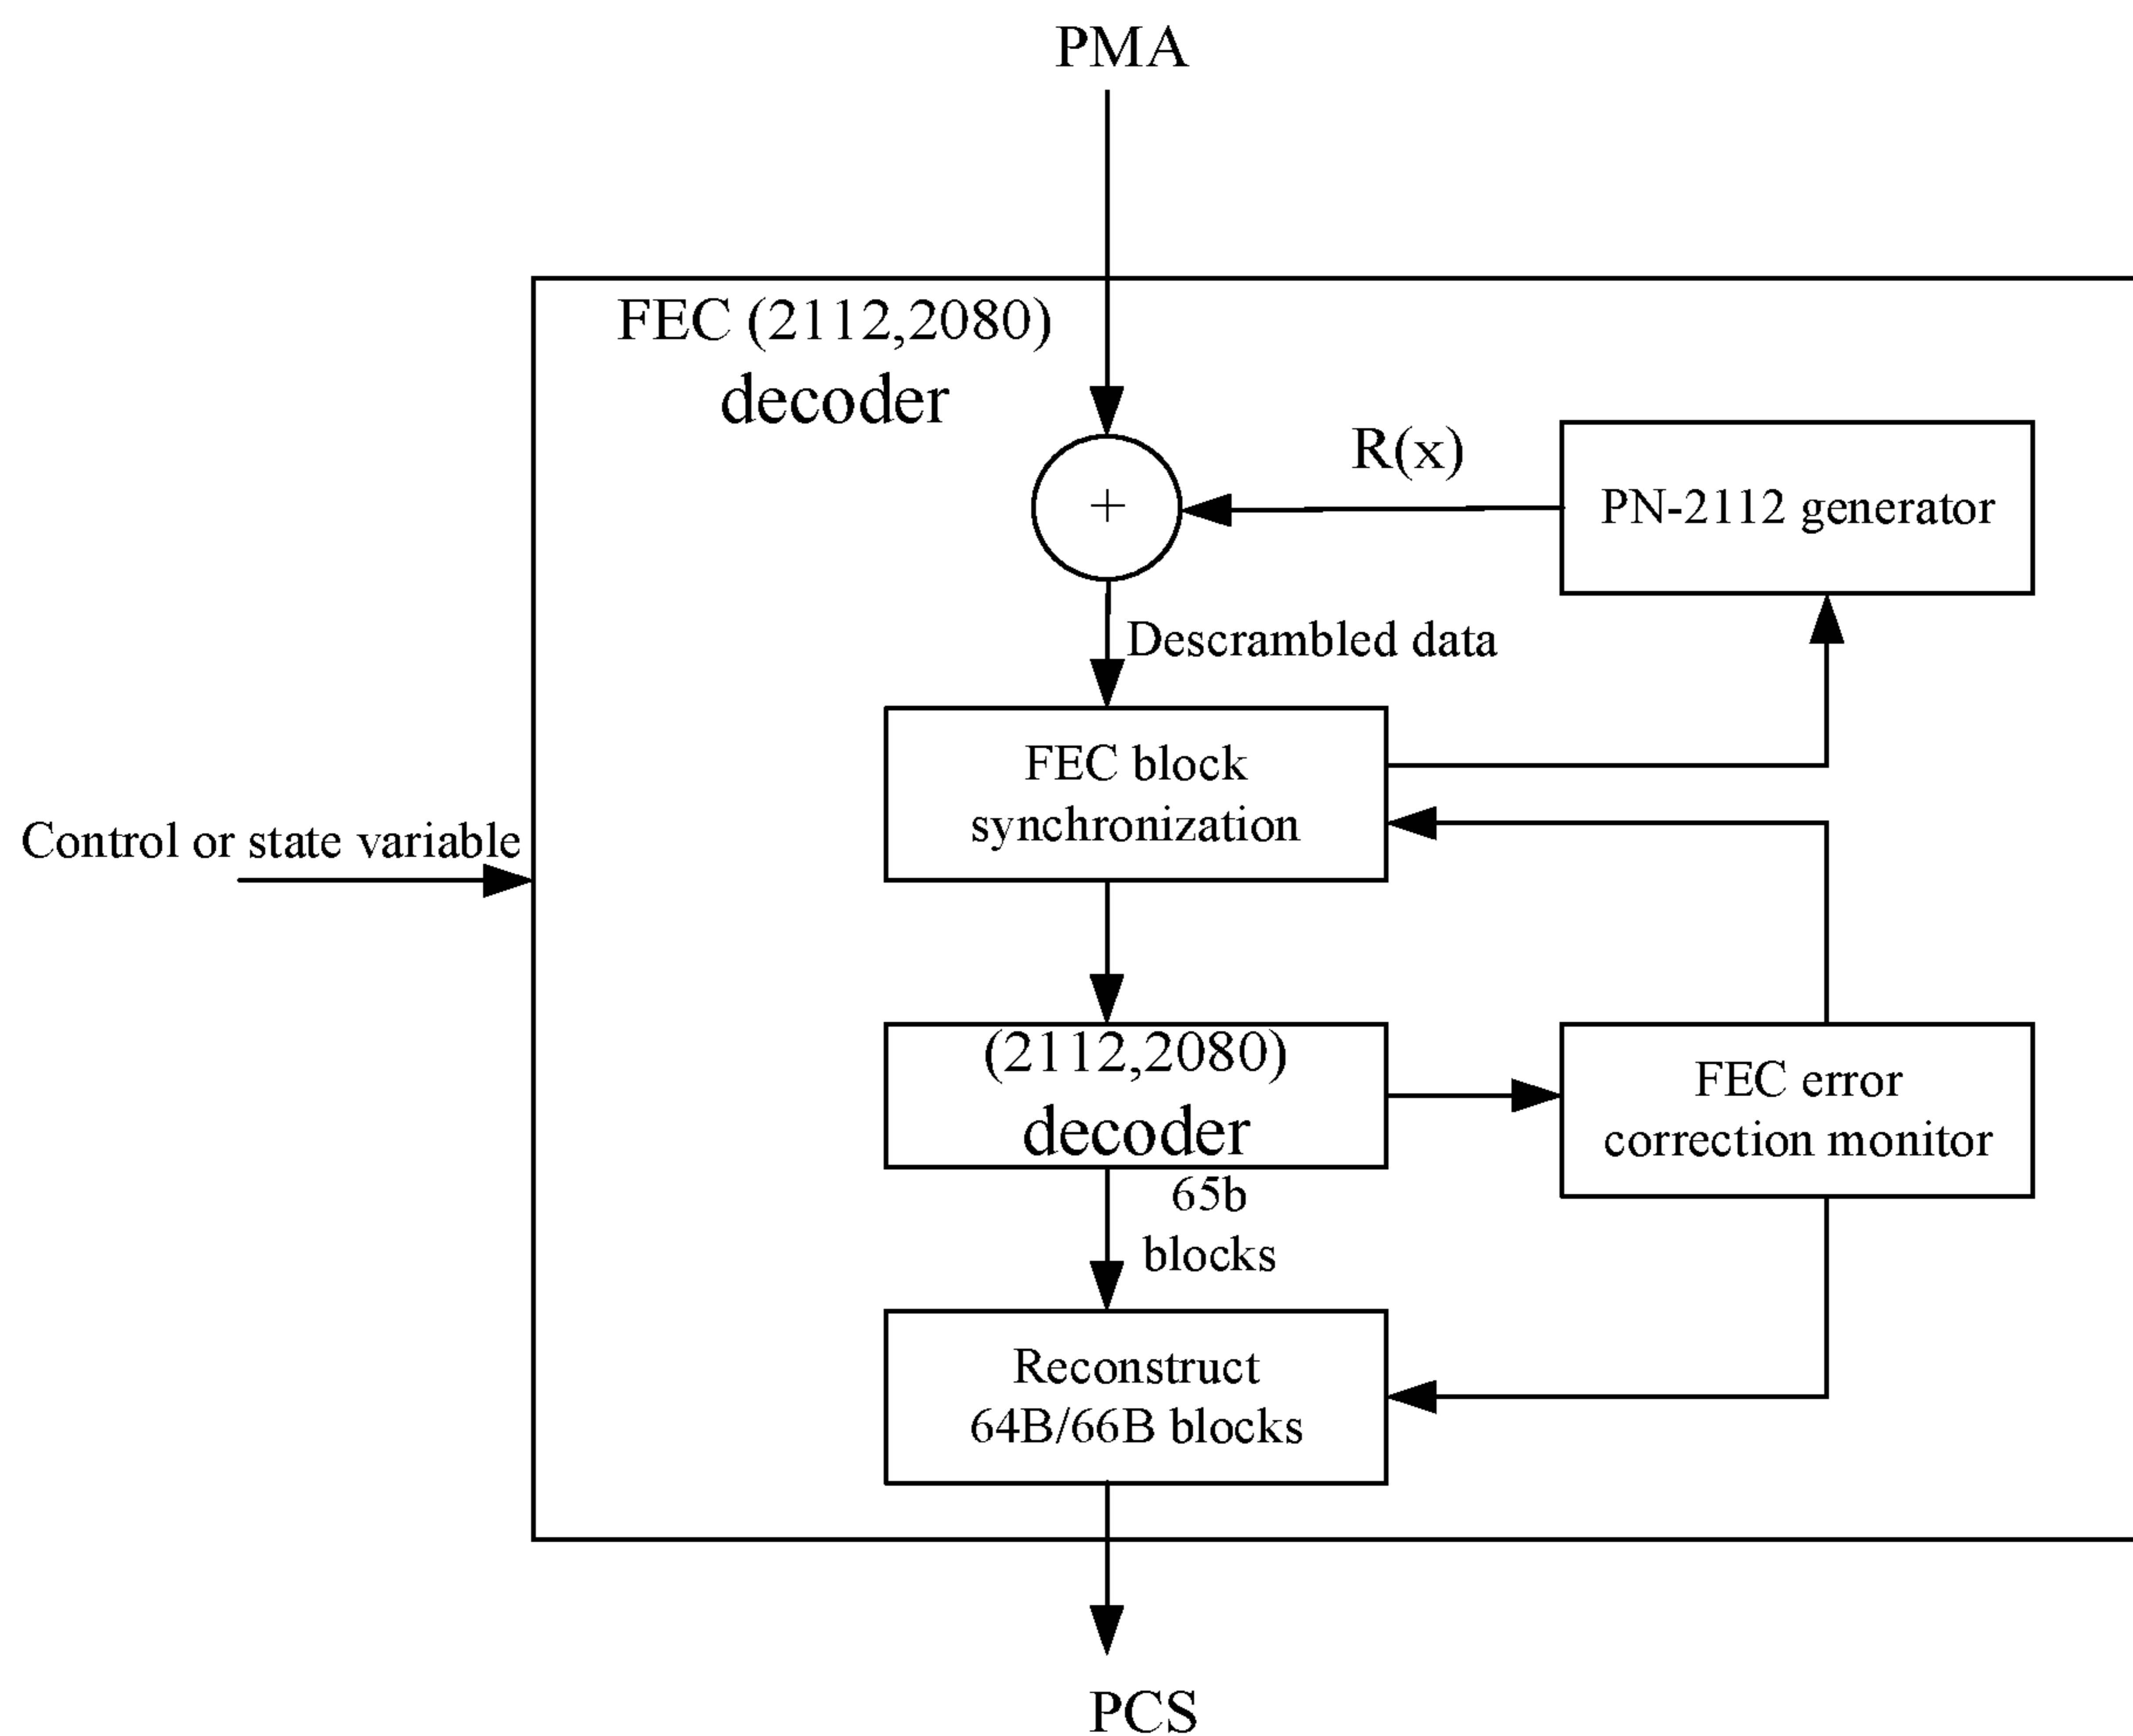 PMA
FEC (2112,2080)
decoder
R(x)
PN-2112 generator
+
Descrambled data
FEC block
synchronization
Control or state variable
(2112,2080)
decoder
FEC error
correction monitor
65b
blocks
Reconstruct
64B/66B blocks
PCS